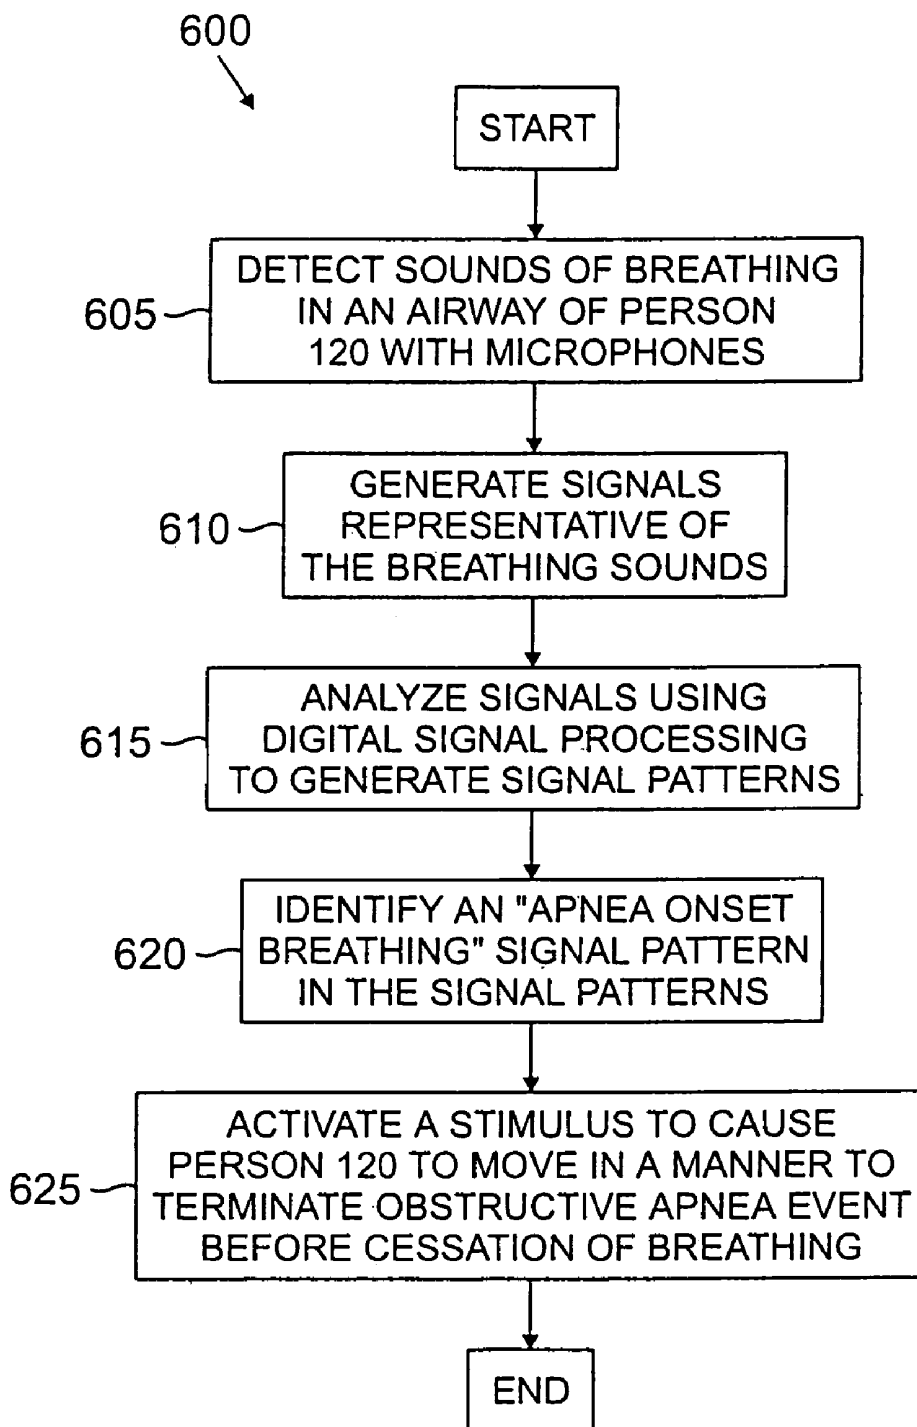 600
START
605
DETECT SOUNDS OF BREATHING
IN AN AIRWAY OF PERSON
120 WITH MICROPHONES
610
GENERATE SIGNALS
REPRESENTATIVE OF
THE BREATHING SOUNDS
615
ANALYZE SIGNALS USING
DIGITAL SIGNAL PROCESSING
TO GENERATE SIGNAL PATTERNS
620
IDENTIFY AN "APNEA ONSET
BREATHING" SIGNAL PATTERN
IN THE SIGNAL PATTERNS
625
ACTIVATE A STIMULUS TO CAUSE
PERSON 120 TO MOVE IN A MANNER TO
TERMINATE OBSTRUCTIVE APNEA EVENT
BEFORE CESSATION OF BREATHING
END